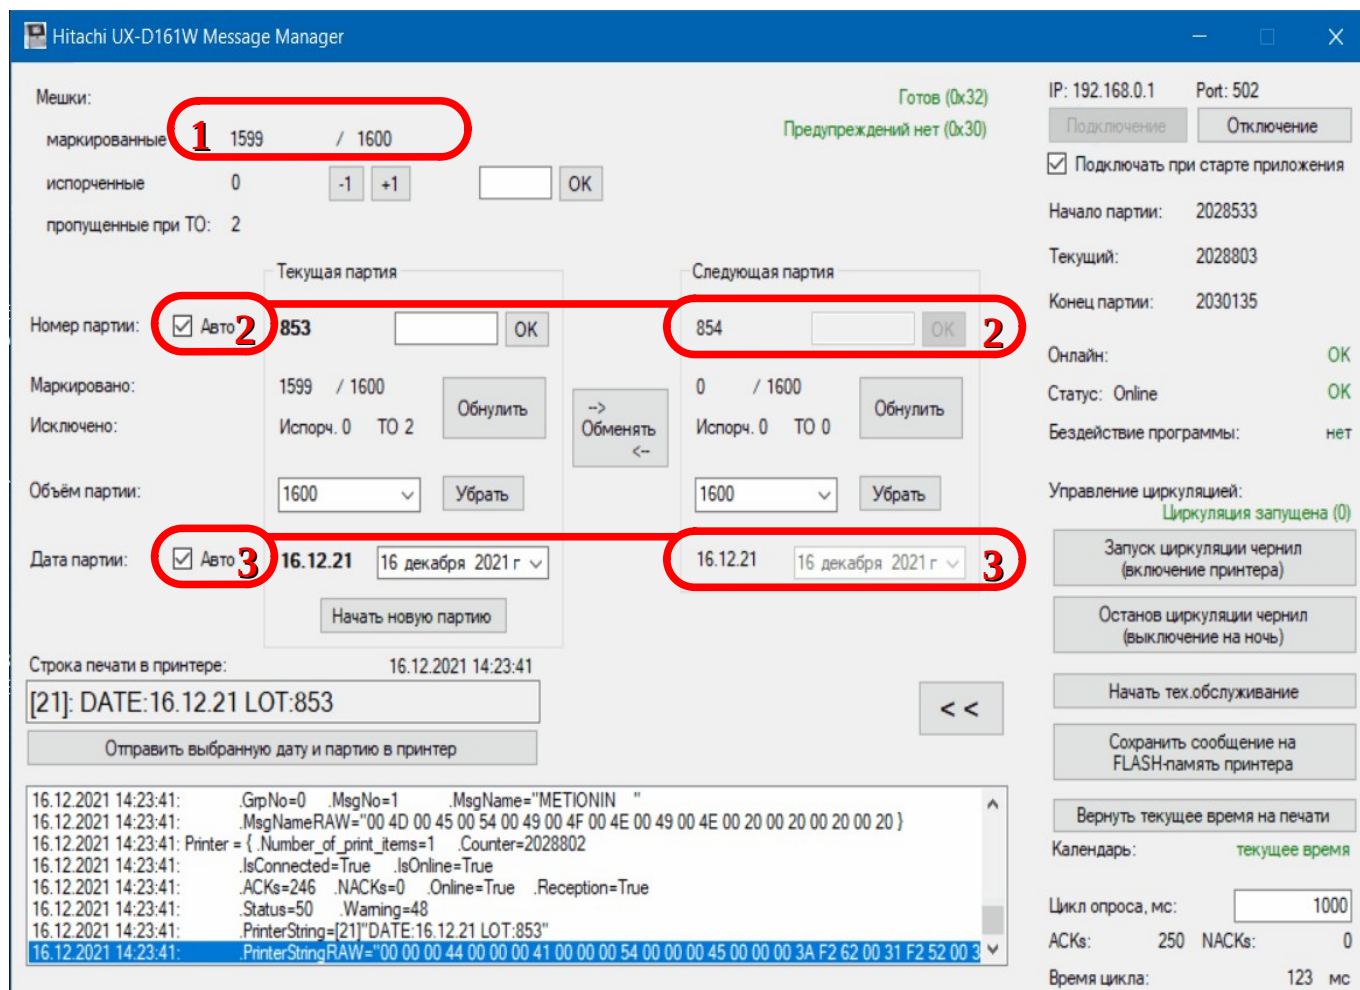 Hitachi UX-D161W Message Manager
Мешки:
Готов (0x32)
маркированные 1 1599 / 1600
Предупреждений нет (0x30)
испорченные 0 -1 +1 OK
пропущенные при ТО: 2
Текущая партия
Следующая партия
Номер партии: Авто 2 853 OK 854 OK 2
Маркировано: 1599 / 1600 Обнулить 0 / 1600 Обнулить
-->
Обменять
<--
Исключено: Испорч. 0 ТО 2 Испорч. 0 ТО 0
Объём партии: 1600 Убрать 1600 Убрать
Дата партии: Авто 3 16.12.21 16 декабря 2021 г 16.12.21 16 декабря 2021 г 3
Начать новую партию
Строка печати в принтере: 16.12.2021 14:23:41
[21]: DATE:16.12.21 LOT:853
< <
Отправить выбранную дату и партию в принтер
16.12.2021 14:23:41: .GrpNo=0 .MsgNo=1 .MsgName="METIONIN "
16.12.2021 14:23:41: .MsgNameRAW="00 4D 00 45 00 54 00 49 00 4F 00 4E 00 49 00 4E 00 20 00 20 00 20 00 20 }
16.12.2021 14:23:41: Printer = { .Number_of_print_items=1 .Counter=2028802
16.12.2021 14:23:41: .IsConnected=True .IsOnline=True
16.12.2021 14:23:41: .ACKs=246 .NACKs=0 .Online=True .Reception=True
16.12.2021 14:23:41: .Status=50 .Warning=48
16.12.2021 14:23:41: .PrinterString=[21]"DATE:16.12.21 LOT:853"
16.12.2021 14:23:41: .PrinterStringRAW="00 00 00 44 00 00 00 41 00 00 00 54 00 00 00 45 00 00 00 3A F2 62 00 31 F2 52 00 3
IP: 192.168.0.1 Port: 502
Подключение Отключение
Подключать при старте приложения
Начало партии: 2028533
Текущий: 2028803
Конец партии: 2030135
Онлайн: OK
Статус: Online OK
Бездействие программы: нет
Управление циркуляцией:
Циркуляция запущена (0)
Запуск циркуляции чернил
(включение принтера)
Останов циркуляции чернил
(выключение на ночь)
Начать тех.обслуживание
Сохранить сообщение на
FLASH-память принтера
Вернуть текущее время на печати
Календарь: текущее время
Цикл опроса, мс: 1000
ACKs: 250 NACKs: 0
Время цикла: 123 мс